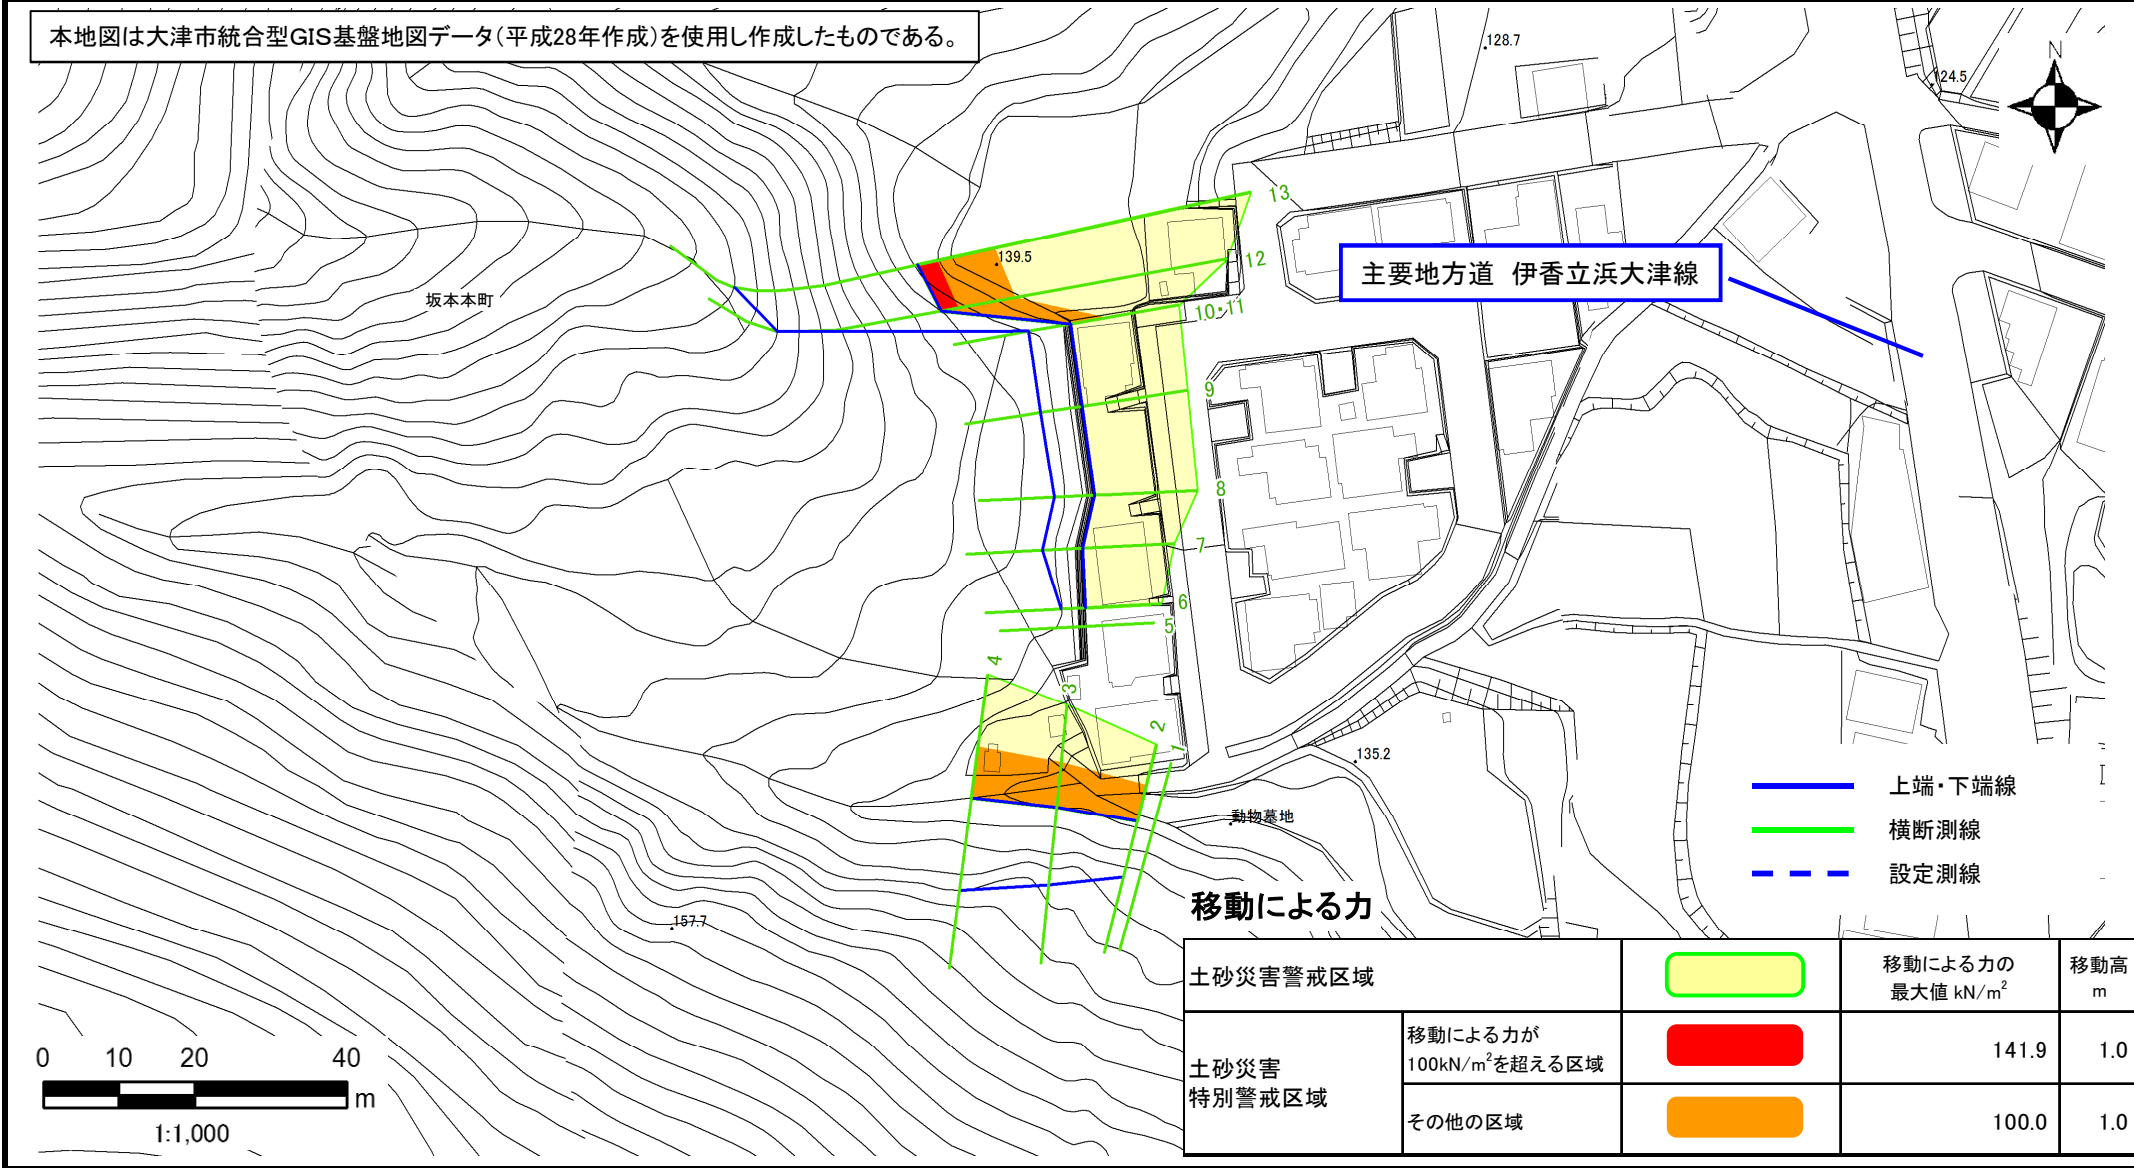 本地図は大津市統合型GIS基盤地図データ(平成28年作成)を使用し作成したものである。
128.7
N
124.5
13
139.5
12
主要地方道 伊香立浜大津線
坂本本町
10・11
9
8
7
6
5
4
3
2
1
135.2
動物墓地
157.7
上端・下端線
横断測線
設定測線
移動による力
土砂災害警戒区域
移動による力の
最大値 kN/m²
移動高
m
土砂災害
特別警戒区域
移動による力が
100kN/m²を超える区域
141.9
1.0
その他の区域
100.0
1.0
0 10 20 40
m
1:1,000